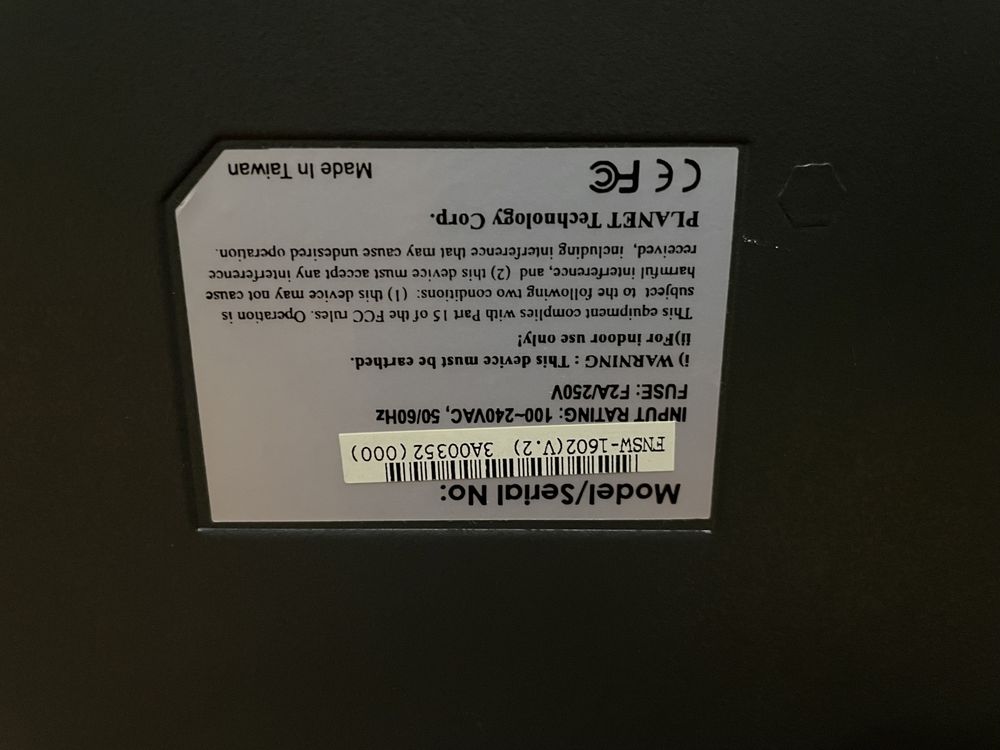 Model/Serial No:
FNSW-1602(V.2) 3A00352(000)
INPUT RATING: 100~240VAC, 50/60Hz
FUSE: F2A/250V
i) WARNING : This device must be earthed.
ii)For indoor use only!
This equipment complies with Part 15 of the FCC rules. Operation is
subject to the following two conditions: (1) this device may not cause
harmful interference, and (2) this device must accept any interference
received, including interference that may cause undesired operation.
PLANET Technology Corp.
CE FC Made In Taiwan